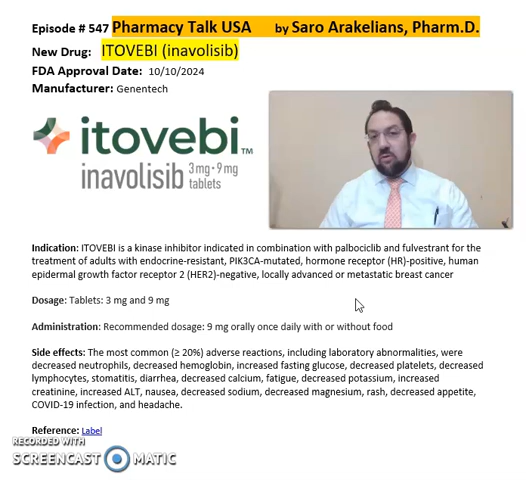 Episode # 547 Pharmacy Talk USA by Saro Arakelians, Pharm.D.
New Drug: ITOVEBI (inavolisib)
FDA Approval Date: 10/10/2024
Manufacturer: Genentech
itovebi™
inavolisib 3 mg • 9 mg
tablets
Indication: ITOVEBI is a kinase inhibitor indicated in combination with palbociclib and fulvestrant for the
treatment of adults with endocrine-resistant, PIK3CA-mutated, hormone receptor (HR)-positive, human
epidermal growth factor receptor 2 (HER2)-negative, locally advanced or metastatic breast cancer
Dosage: Tablets: 3 mg and 9 mg
Administration: Recommended dosage: 9 mg orally once daily with or without food
Side effects: The most common (≥ 20%) adverse reactions, including laboratory abnormalities, were
decreased neutrophils, decreased hemoglobin, increased fasting glucose, decreased platelets, decreased
lymphocytes, stomatitis, diarrhea, decreased calcium, fatigue, decreased potassium, increased
creatinine, increased ALT, nausea, decreased sodium, decreased magnesium, rash, decreased appetite,
COVID-19 infection, and headache.
Reference: Label
RECORDED WITH
SCREENCAST MATIC